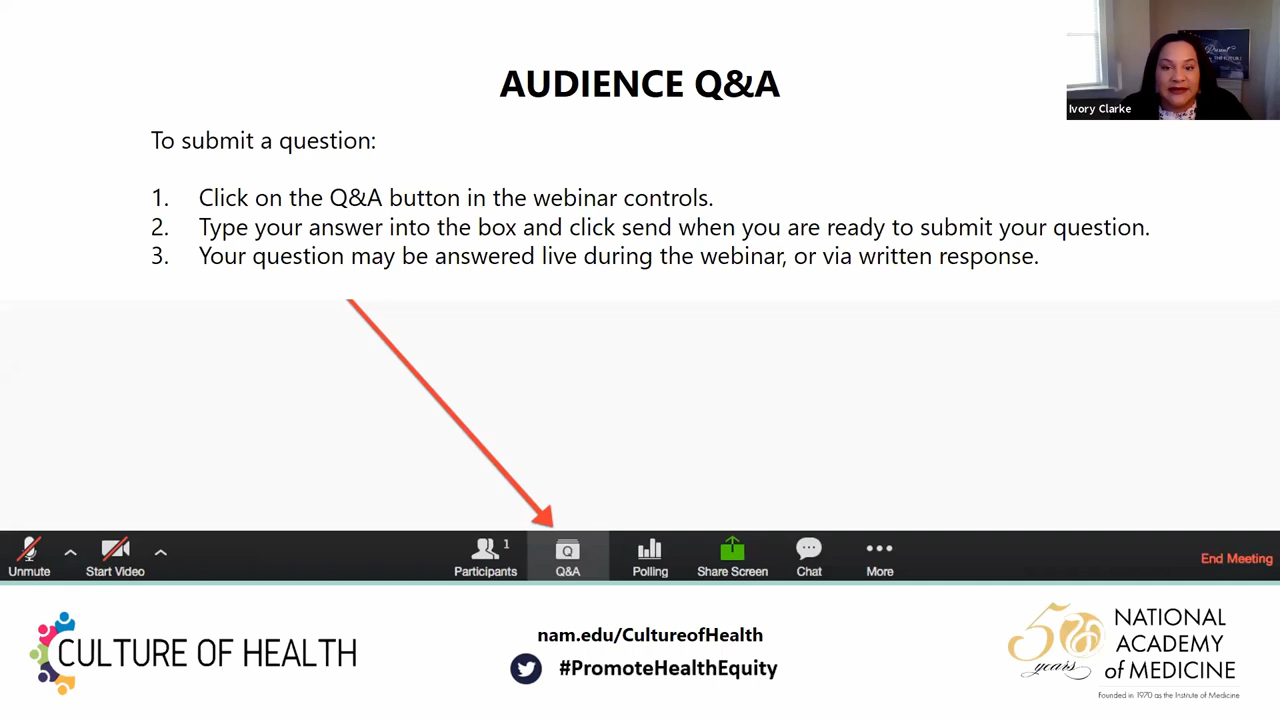 AUDIENCE Q&A
Ivory Clarke
To submit a question:
1. Click on the Q&A button in the webinar controls.
2. Type your answer into the box and click send when you are ready to submit your question.
3. Your question may be answered live during the webinar, or via written response.
Unmute
Start Video
Participants 1
Q&A
Polling
Share Screen
Chat
More
End Meeting
CULTURE OF HEALTH
nam.edu/CultureofHealth
#PromoteHealthEquity
50 years
NATIONAL
ACADEMY
of MEDICINE
Founded in 1970 as the Institute of Medicine